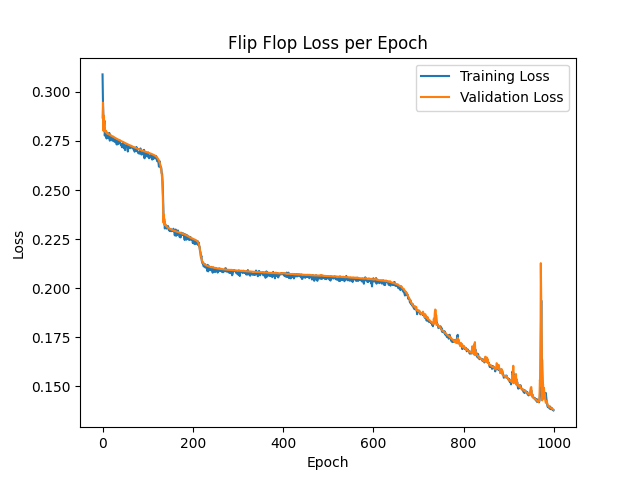 Flip Flop Loss per Epoch
Training Loss
Validation Loss
0.300
0.275
0.250
0.225
0.200
0.175
0.150
Loss
0
200
400
600
800
1000
Epoch